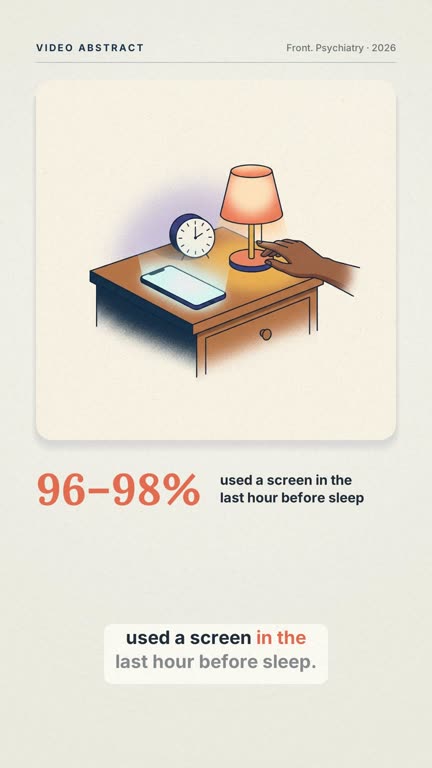 VIDEO ABSTRACT
Front. Psychiatry · 2026
96–98%
used a screen in the
last hour before sleep
used a screen in the
last hour before sleep.